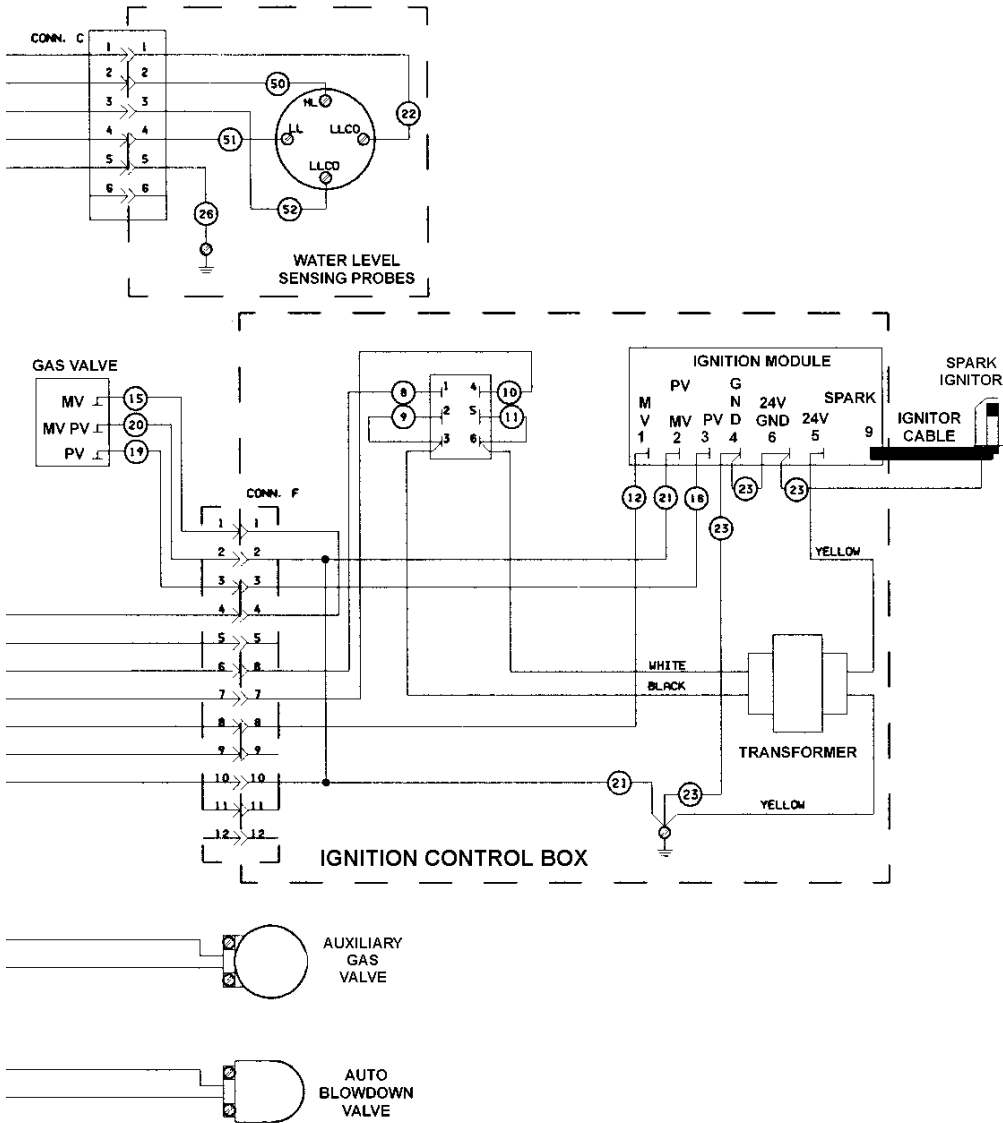 CONN. C
1 1
2 2
3 3
4 4
5 5
6 6
50
HL
22
LL
LLCO
51
LLCO
52
26
WATER LEVEL
SENSING PROBES
GAS VALVE
MV
15
MV PV
20
PV
19
8
1 4
10
9
2 5
11
3 6
IGNITION MODULE
SPARK
IGNITOR
PV
G
N
D
M
V
24V
GND
SPARK
MV
PV
24V
1 2 3 4 6 5 9
IGNITOR
CABLE
12
21
18
23
23
23
YELLOW
CONN. F
1 1
2 2
3 3
4 4
5 5
6 6
7 7
8 8
9 9
10 10
11 11
12 12
WHITE
BLACK
TRANSFORMER
21
23
YELLOW
IGNITION CONTROL BOX
AUXILIARY
GAS
VALVE
AUTO
BLOWDOWN
VALVE